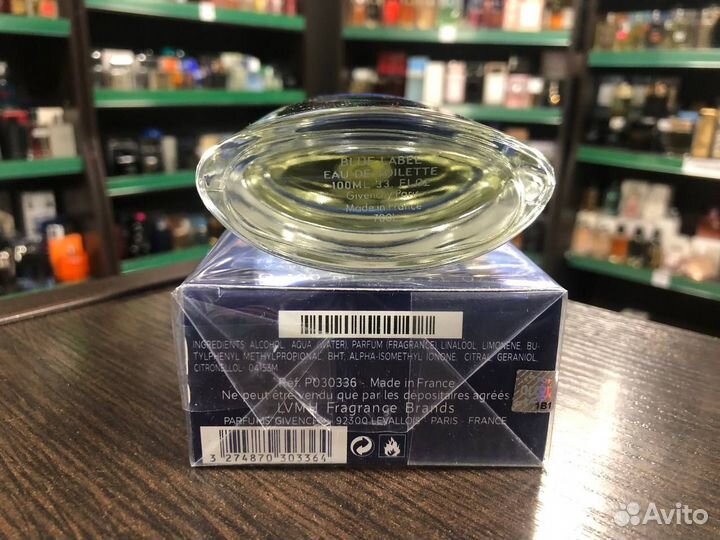 BLUE LABEL
EAU DE TOILETTE
100ML 3.3. FL.OZ
Givenchy Paris
Made in France
INGREDIENTS: ALCOHOL, AQUA (WATER), PARFUM (FRAGRANCE), LINALOOL, LIMONENE, BU-
TYLPHENYL METHYLPROPIONAL, BHT, ALPHA-ISOMETHYL IONONE, CITRAL, GERANIOL,
CITRONELLOL - 04153M
Réf. P030336 - Made in France
Ne peut être vendu que par les dépositaires agréés
LVMH Fragrance Brands
PARFUMS GIVENCHY 92300 LEVALLOIS - PARIS - FRANCE
3 274870 303364
1B1
Avito